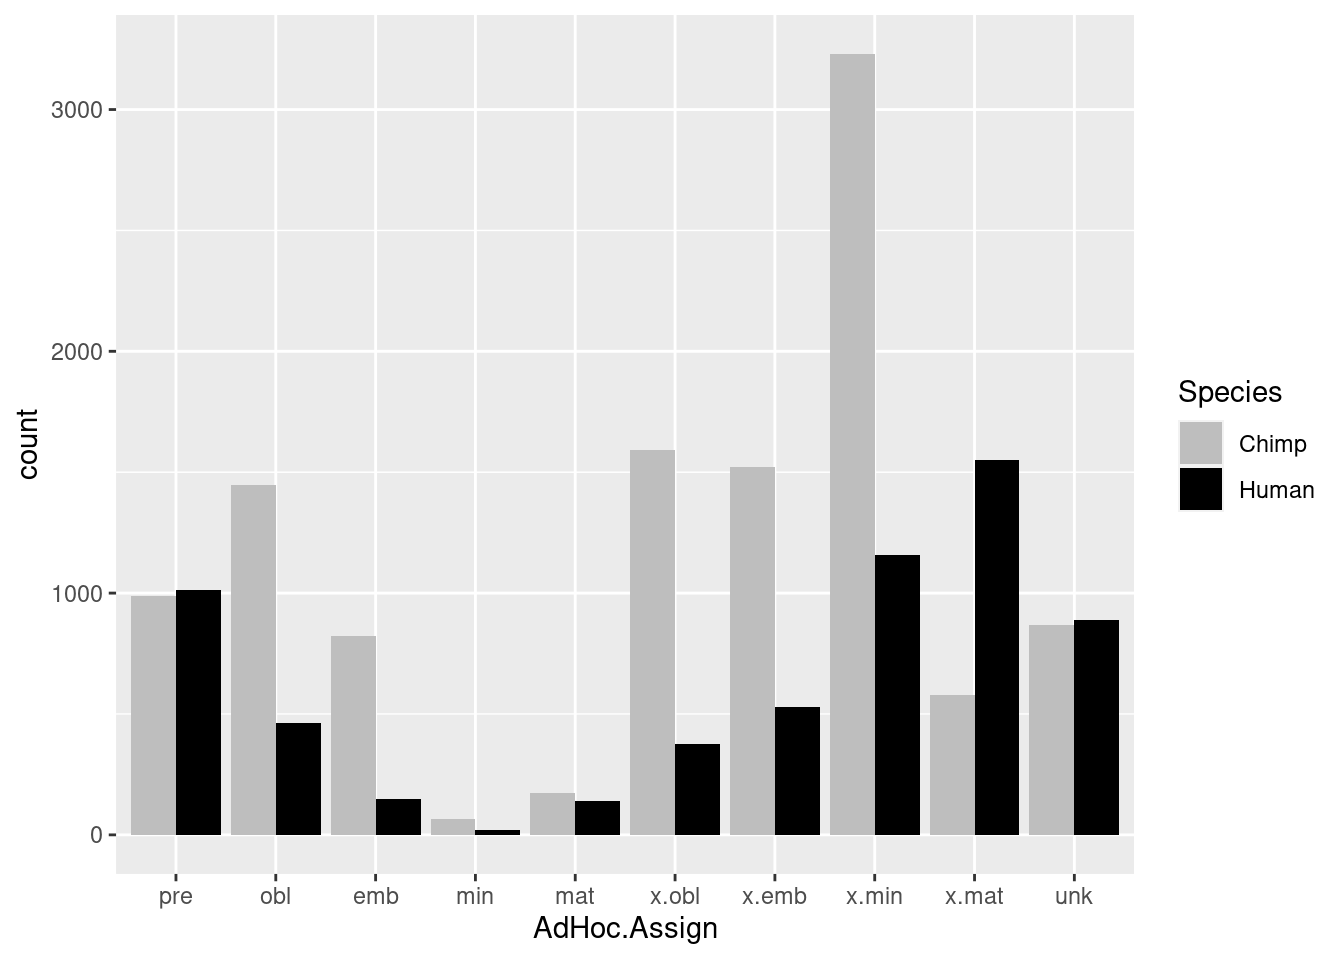 3000
2000
1000
0
count
pre obl emb min mat x.obl x.emb x.min x.mat unk
AdHoc.Assign
Species
Chimp
Human